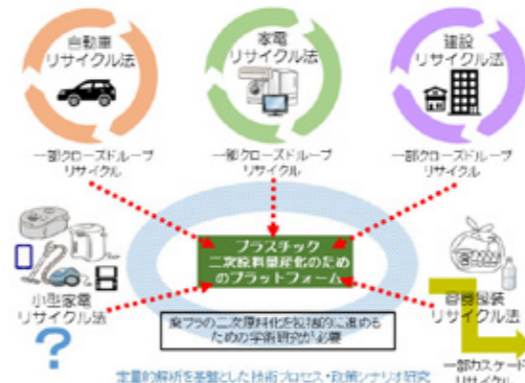 自動車
リサイクル法
家電
リサイクル法
建設
リサイクル法
一部クローズドループ
リサイクル
一部クローズドループ
リサイクル
一部クローズドループ
リサイクル
プラスチック
二次原料量産化のため
のプラットフォーム
小型家電
リサイクル法
?
容器包装
リサイクル法
廃プラの二次原料化を包括的に進める
ための学術研究が必要
一部カスケード
リサイクル
定量的解析を基盤とした技術プロセス・政策シナリオ研究